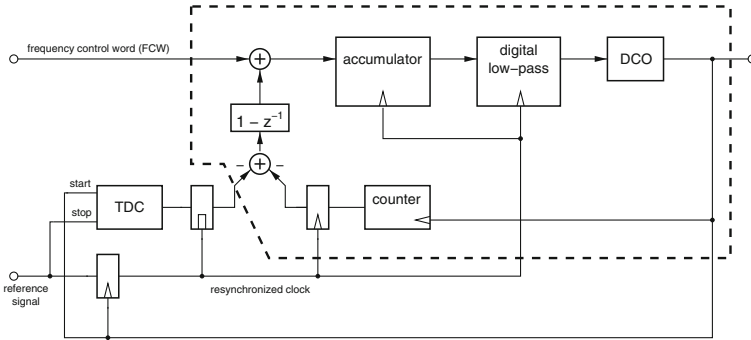 frequency control word (FCW)
+
accumulator
digital
low-pass
DCO
1 − z⁻¹
− + −
start
stop
TDC
counter
reference
signal
resynchronized clock